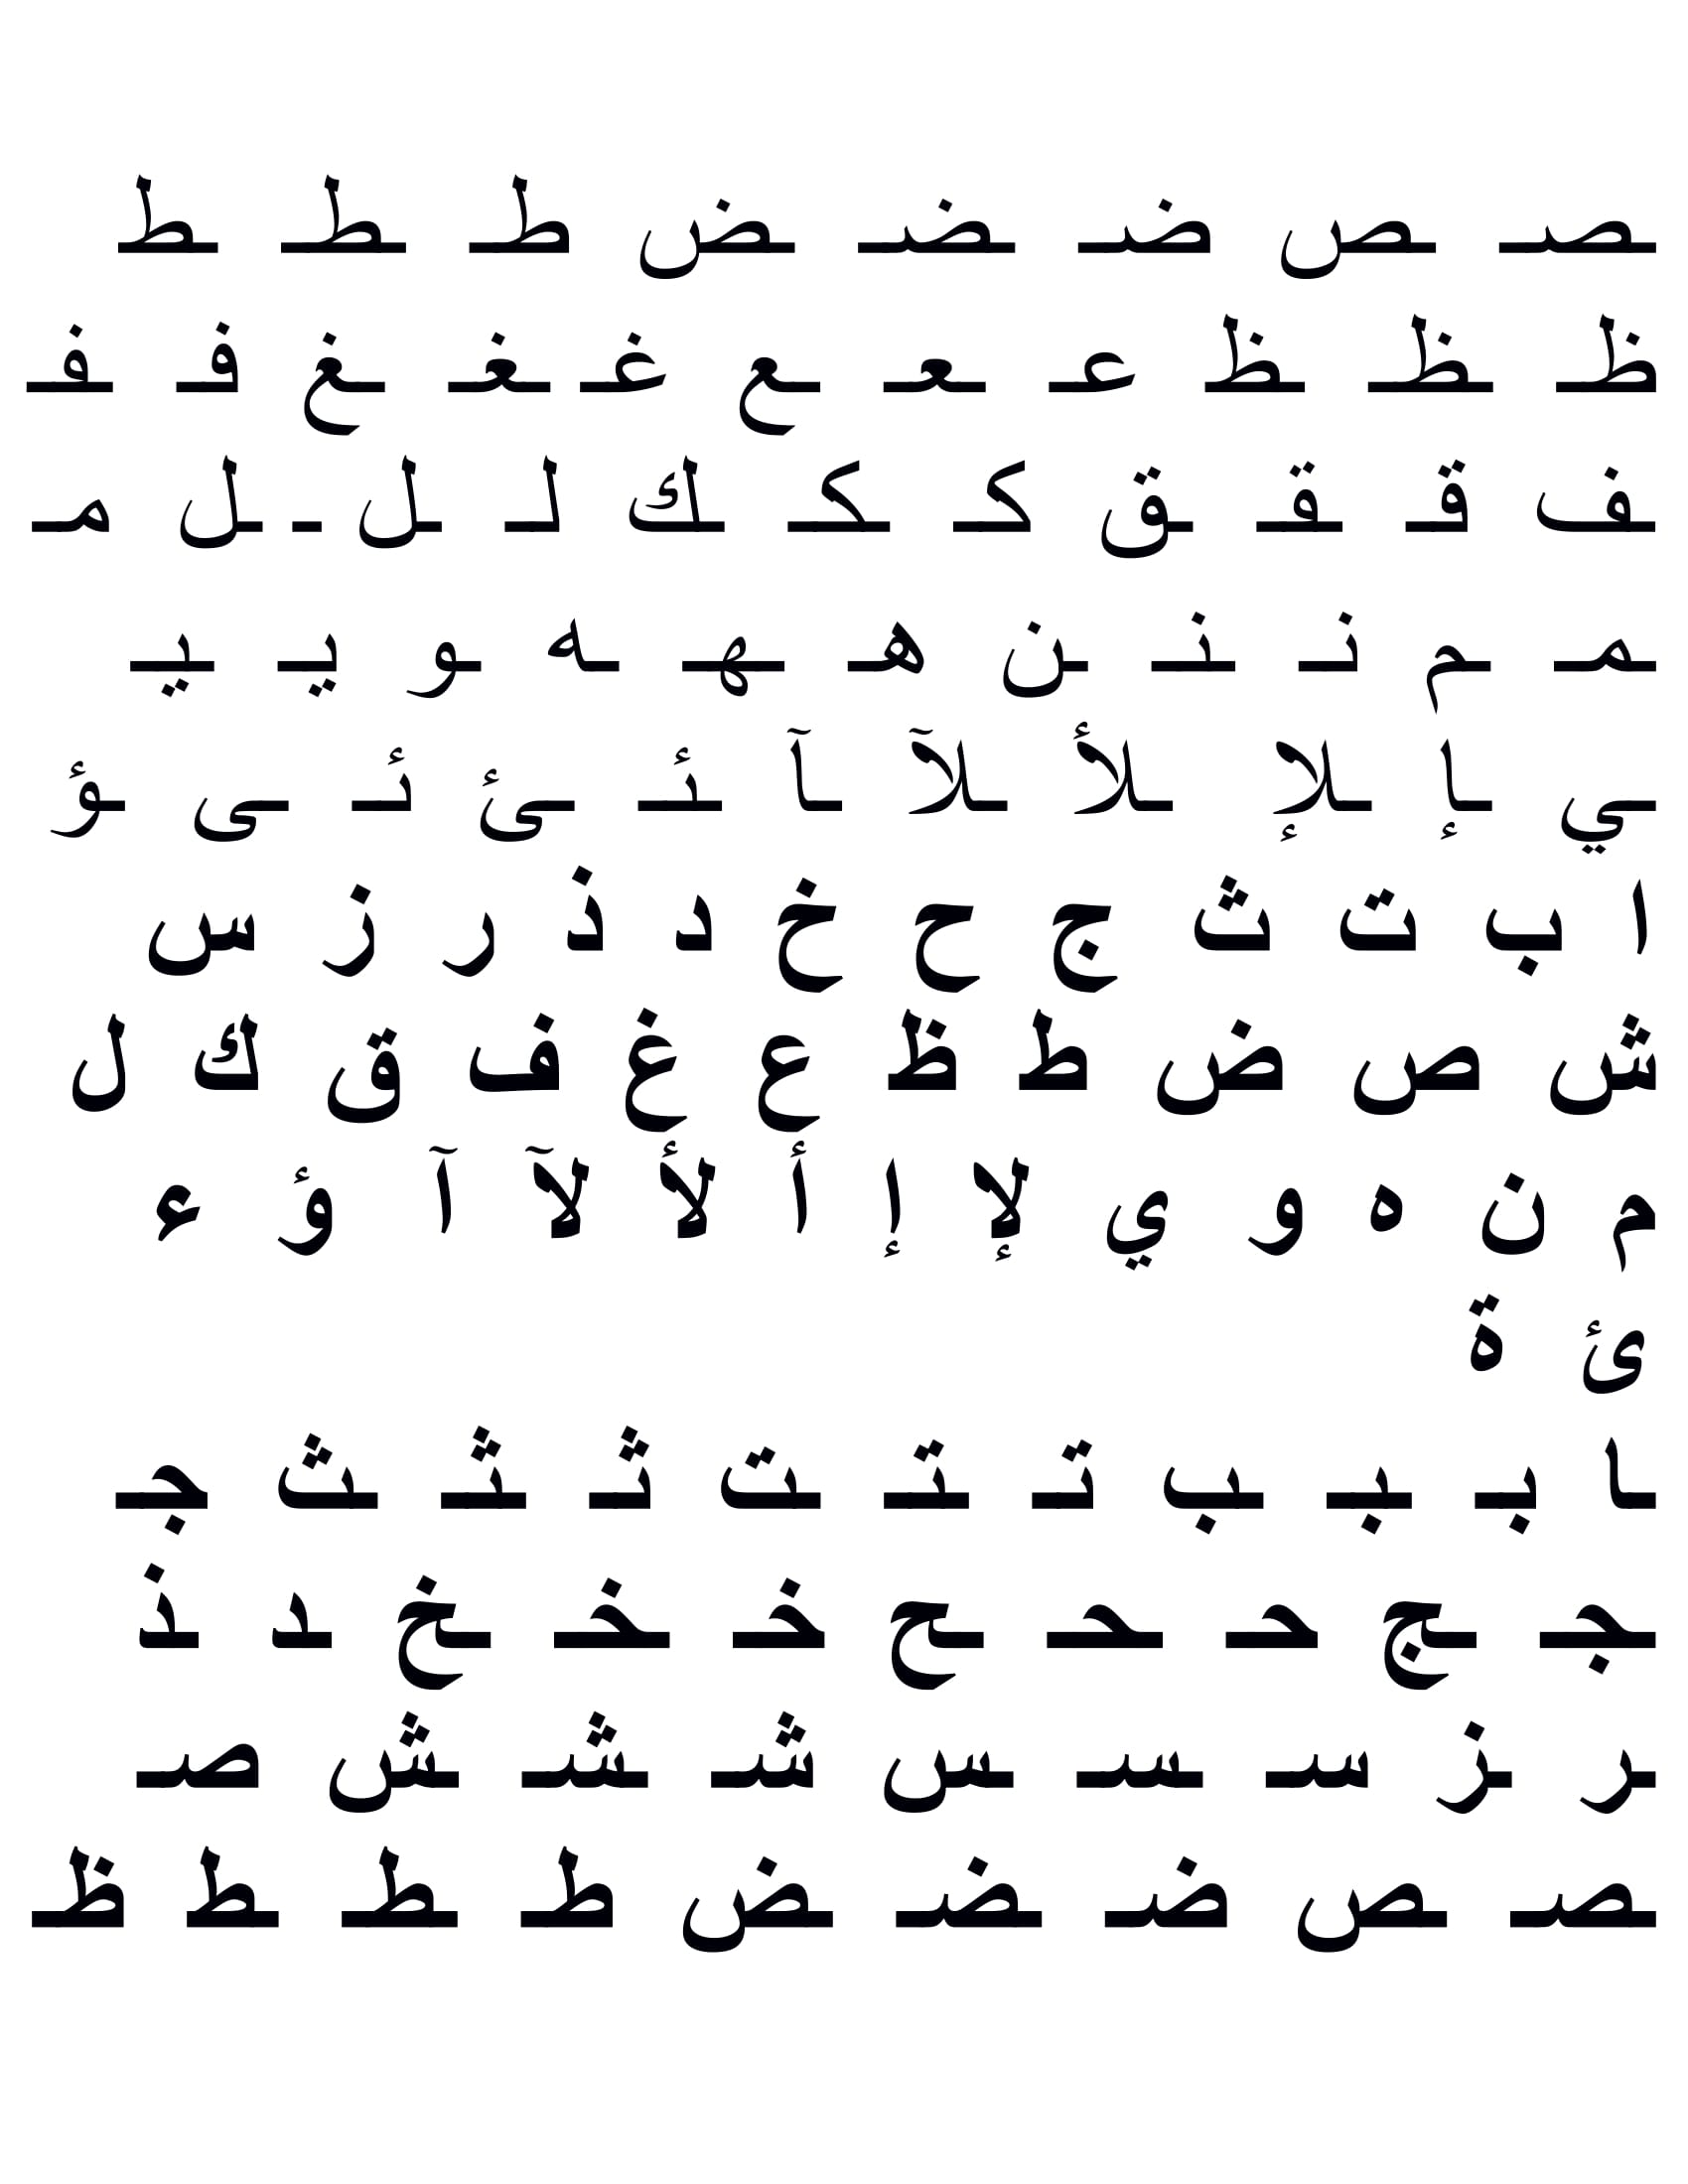 ـصـ ـص ضـ ـضـ ـض طـ ـطـ ـط
ظـ ـظـ ـظ عـ ـعـ ـع غـ ـغـ ـغ فـ ـفـ
ـف قـ ـقـ ـق كـ ـكـ ـك لـ ـل ـ ـل مـ
ـمـ ـم نـ ـنـ ـن هـ ـهـ ـه ـو يـ ـيـ
ـي ـإ ـلإ ـلأ ـلآ ـآ ـئـ ـئ ئـ ـى ـؤ
ا ب ت ث ج ح خ د ذ ر ز س
ش ص ض ط ظ ع غ ف ق ك ل
م ن ه و ي لإ إ أ لأ لآ آ ؤ ء
ئ ة
ـا بـ ـبـ ـب تـ ـتـ ـت ثـ ـثـ ـث جـ
ـجـ ـج حـ ـحـ ـح خـ ـخـ ـخ ـد ـذ
ـر ـز سـ ـسـ ـس شـ ـشـ ـش صـ
ـصـ ـص ضـ ـضـ ـض طـ ـطـ ـط ظـ